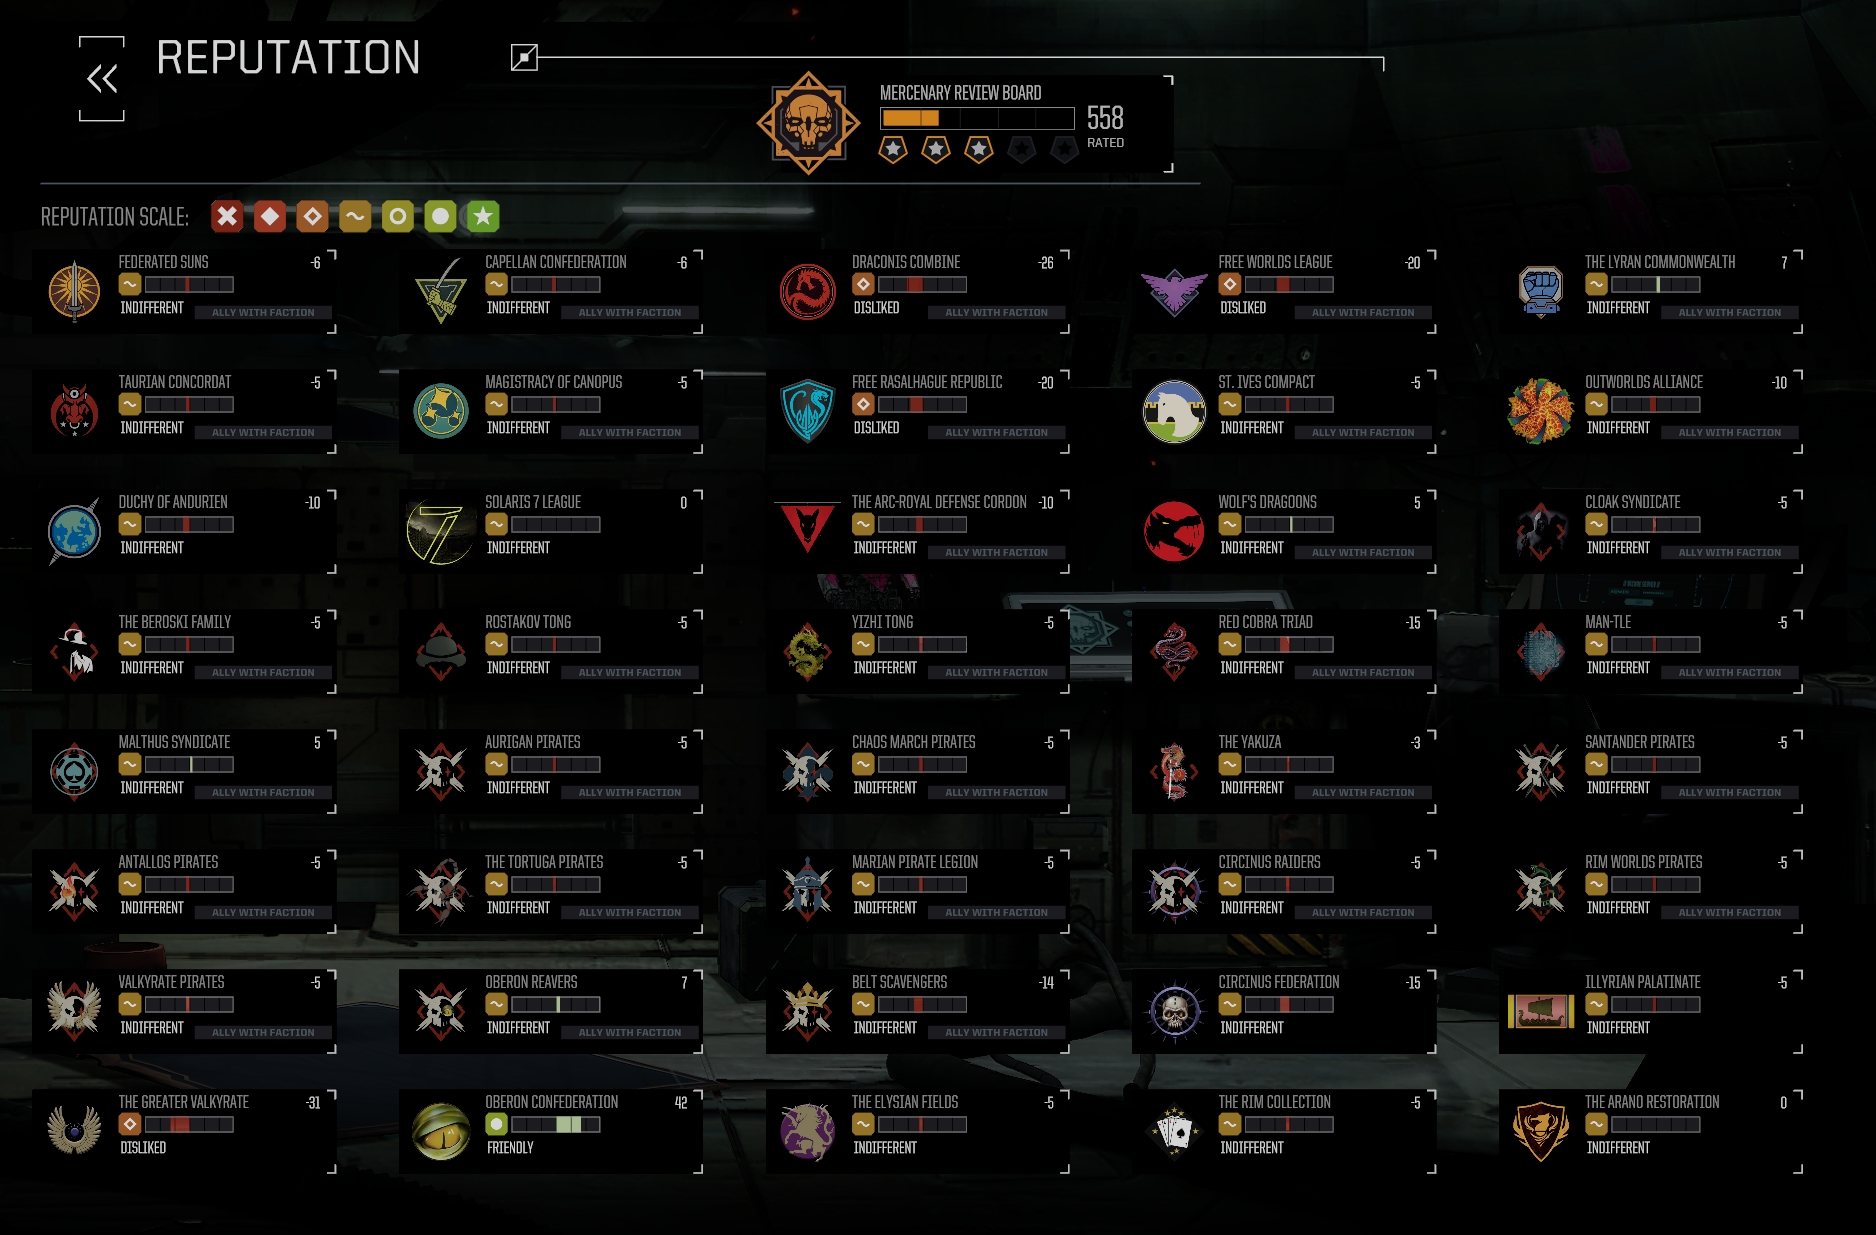 REPUTATION
MERCENARY REVIEW BOARD
558
RATED
REPUTATION SCALE:
FEDERATED SUNS -6
INDIFFERENT ALLY WITH FACTION
CAPELLAN CONFEDERATION -6
INDIFFERENT ALLY WITH FACTION
DRACONIS COMBINE -26
DISLIKED ALLY WITH FACTION
FREE WORLDS LEAGUE -20
DISLIKED ALLY WITH FACTION
THE LYRAN COMMONWEALTH 7
INDIFFERENT ALLY WITH FACTION
TAURIAN CONCORDAT -5
INDIFFERENT ALLY WITH FACTION
MAGISTRACY OF CANOPUS -5
INDIFFERENT ALLY WITH FACTION
FREE RASALHAGUE REPUBLIC -20
DISLIKED ALLY WITH FACTION
ST. IVES COMPACT -5
INDIFFERENT ALLY WITH FACTION
OUTWORLDS ALLIANCE -10
INDIFFERENT ALLY WITH FACTION
DUCHY OF ANDURIEN -10
INDIFFERENT
SOLARIS 7 LEAGUE 0
INDIFFERENT
THE ARC-ROYAL DEFENSE CORDON -10
INDIFFERENT ALLY WITH FACTION
WOLF'S DRAGOONS 5
INDIFFERENT ALLY WITH FACTION
CLOAK SYNDICATE -5
INDIFFERENT ALLY WITH FACTION
THE BEROSKI FAMILY -5
INDIFFERENT ALLY WITH FACTION
ROSTAKOV TONG -5
INDIFFERENT ALLY WITH FACTION
YIZHI TONG -5
INDIFFERENT ALLY WITH FACTION
RED COBRA TRIAD -15
INDIFFERENT ALLY WITH FACTION
MAN-TLE -5
INDIFFERENT ALLY WITH FACTION
MALTHUS SYNDICATE 5
INDIFFERENT ALLY WITH FACTION
AURIGAN PIRATES -5
INDIFFERENT ALLY WITH FACTION
CHAOS MARCH PIRATES -5
INDIFFERENT ALLY WITH FACTION
THE YAKUZA -3
INDIFFERENT ALLY WITH FACTION
SANTANDER PIRATES -5
INDIFFERENT ALLY WITH FACTION
ANTALLOS PIRATES -5
INDIFFERENT ALLY WITH FACTION
THE TORTUGA PIRATES -5
INDIFFERENT ALLY WITH FACTION
MARIAN PIRATE LEGION -5
INDIFFERENT ALLY WITH FACTION
CIRCINUS RAIDERS -5
INDIFFERENT ALLY WITH FACTION
RIM WORLDS PIRATES -5
INDIFFERENT ALLY WITH FACTION
VALKYRATE PIRATES -5
INDIFFERENT ALLY WITH FACTION
OBERON REAVERS 7
INDIFFERENT ALLY WITH FACTION
BELT SCAVENGERS -14
INDIFFERENT ALLY WITH FACTION
CIRCINUS FEDERATION -15
INDIFFERENT
ILLYRIAN PALATINATE -5
INDIFFERENT
THE GREATER VALKYRATE -31
DISLIKED
OBERON CONFEDERATION 42
FRIENDLY
THE ELYSIAN FIELDS -5
INDIFFERENT
THE RIM COLLECTION -5
INDIFFERENT
THE ARANO RESTORATION 0
INDIFFERENT